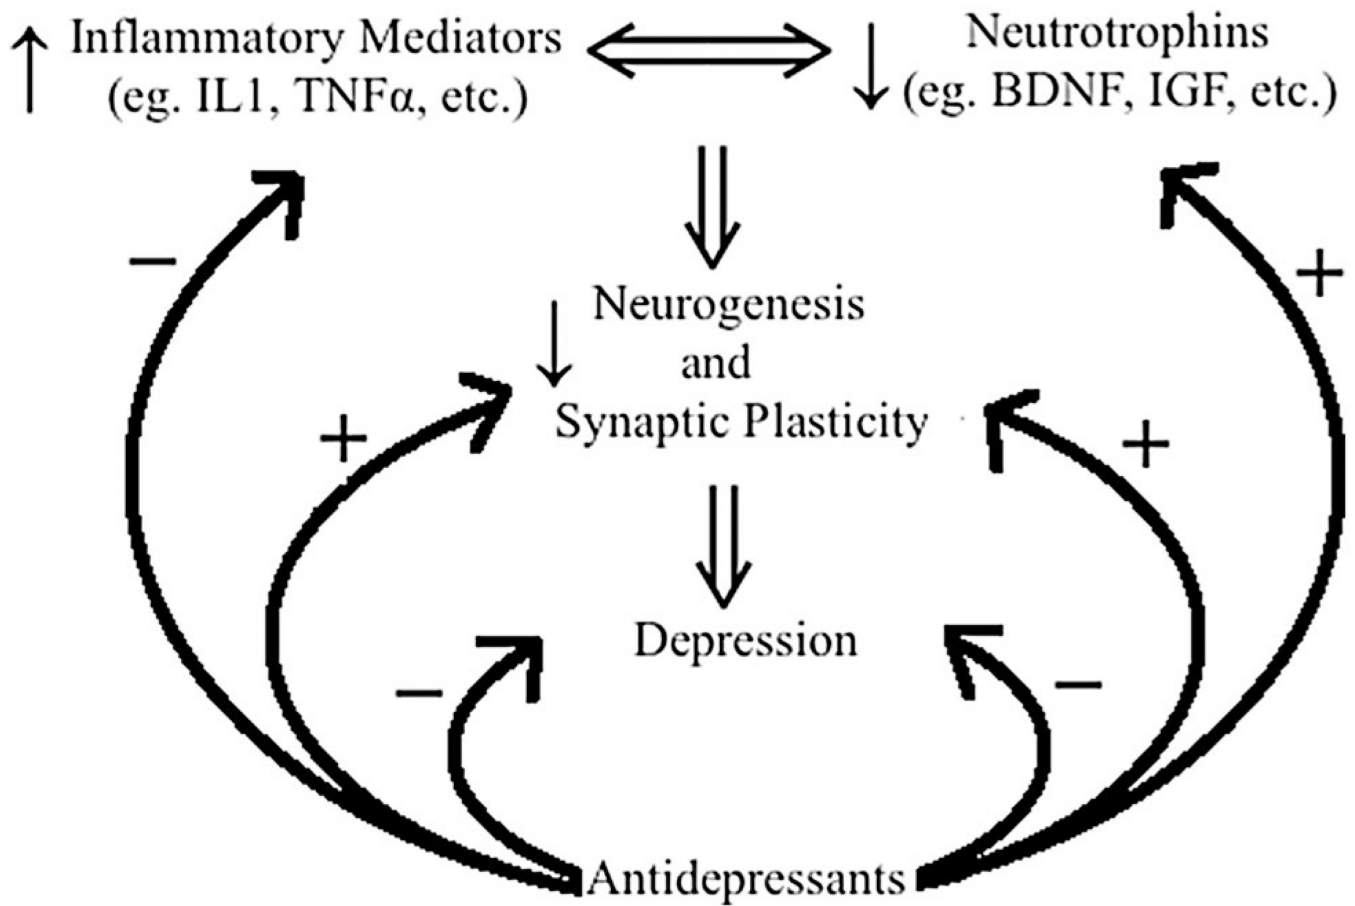 Inflammatory Mediators
(eg. IL1, TNFα, etc.)
Neutrotrophins
(eg. BDNF, IGF, etc.)
−
+
Neurogenesis
and
Synaptic Plasticity
+
+
Depression
−
−
Antidepressants